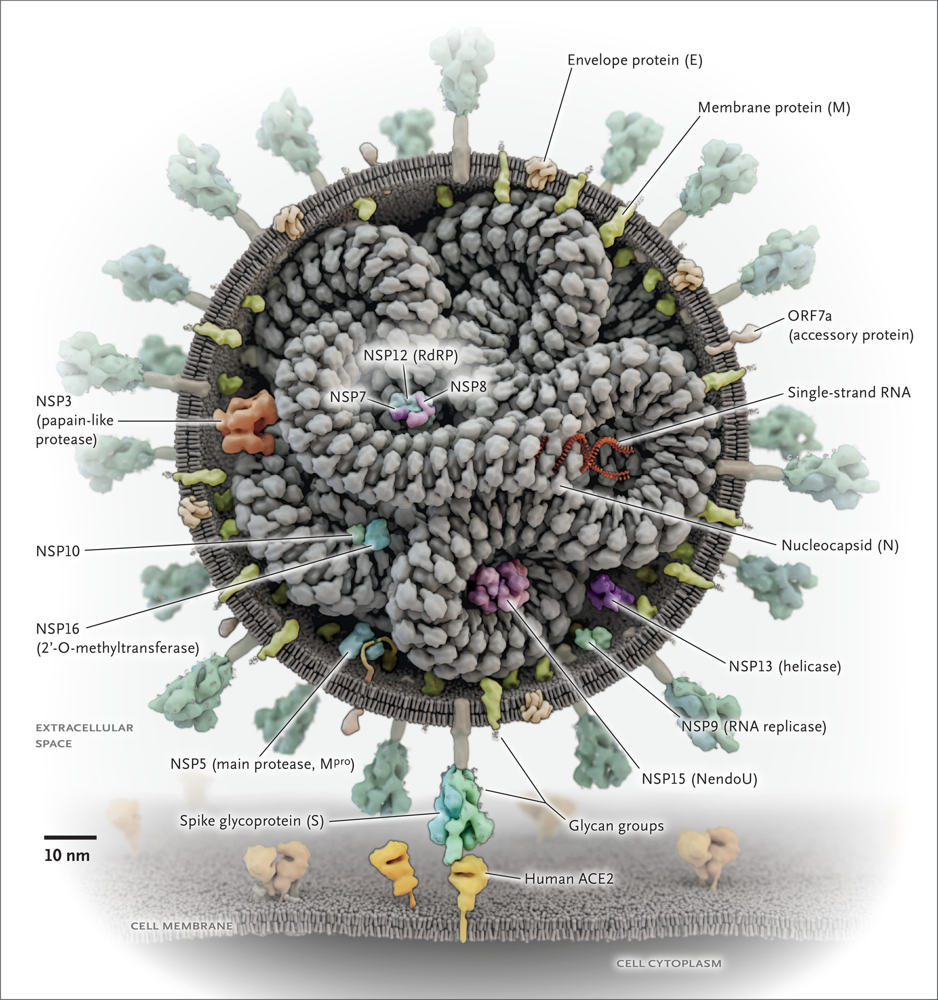 Envelope protein (E)
Membrane protein (M)
ORF7a
(accessory protein)
NSP12 (RdRP)
NSP8
NSP7
Single-strand RNA
NSP3
(papain-like
protease)
Nucleocapsid (N)
NSP10
NSP16
(2’-O-methyltransferase)
NSP13 (helicase)
NSP9 (RNA replicase)
EXTRACELLULAR
SPACE
NSP5 (main protease, Mᵖʳᵒ)
NSP15 (NendoU)
Spike glycoprotein (S)
Glycan groups
10 nm
Human ACE2
CELL MEMBRANE
CELL CYTOPLASM